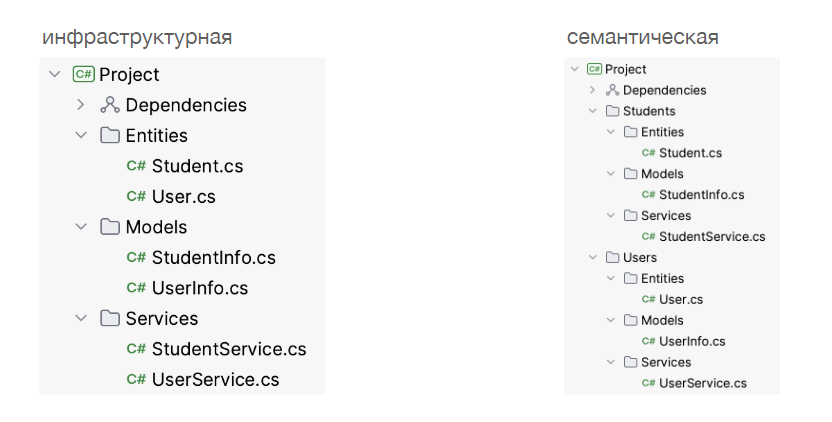 инфраструктурная
C# Project
Dependencies
Entities
C# Student.cs
C# User.cs
Models
C# StudentInfo.cs
C# UserInfo.cs
Services
C# StudentService.cs
C# UserService.cs
семантическая
C# Project
Dependencies
Students
Entities
C# Student.cs
Models
C# StudentInfo.cs
Services
C# StudentService.cs
Users
Entities
C# User.cs
Models
C# UserInfo.cs
Services
C# UserService.cs